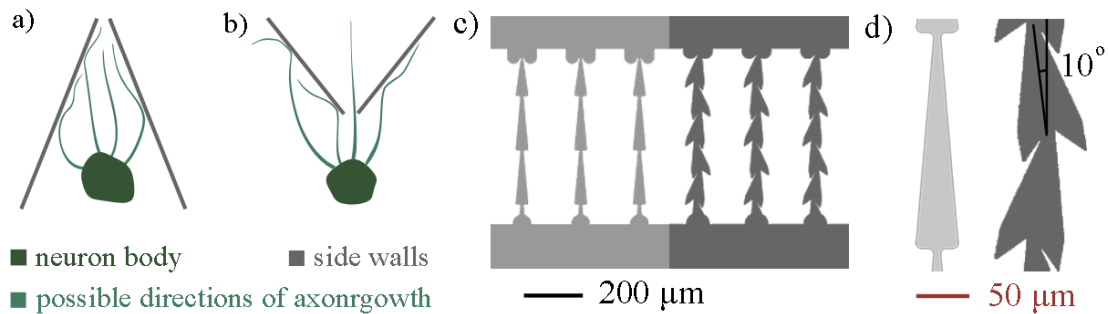 a)
b)
c)
d)
10°
neuron body
side walls
possible directions of axonrgowth
200 μm
50 μm